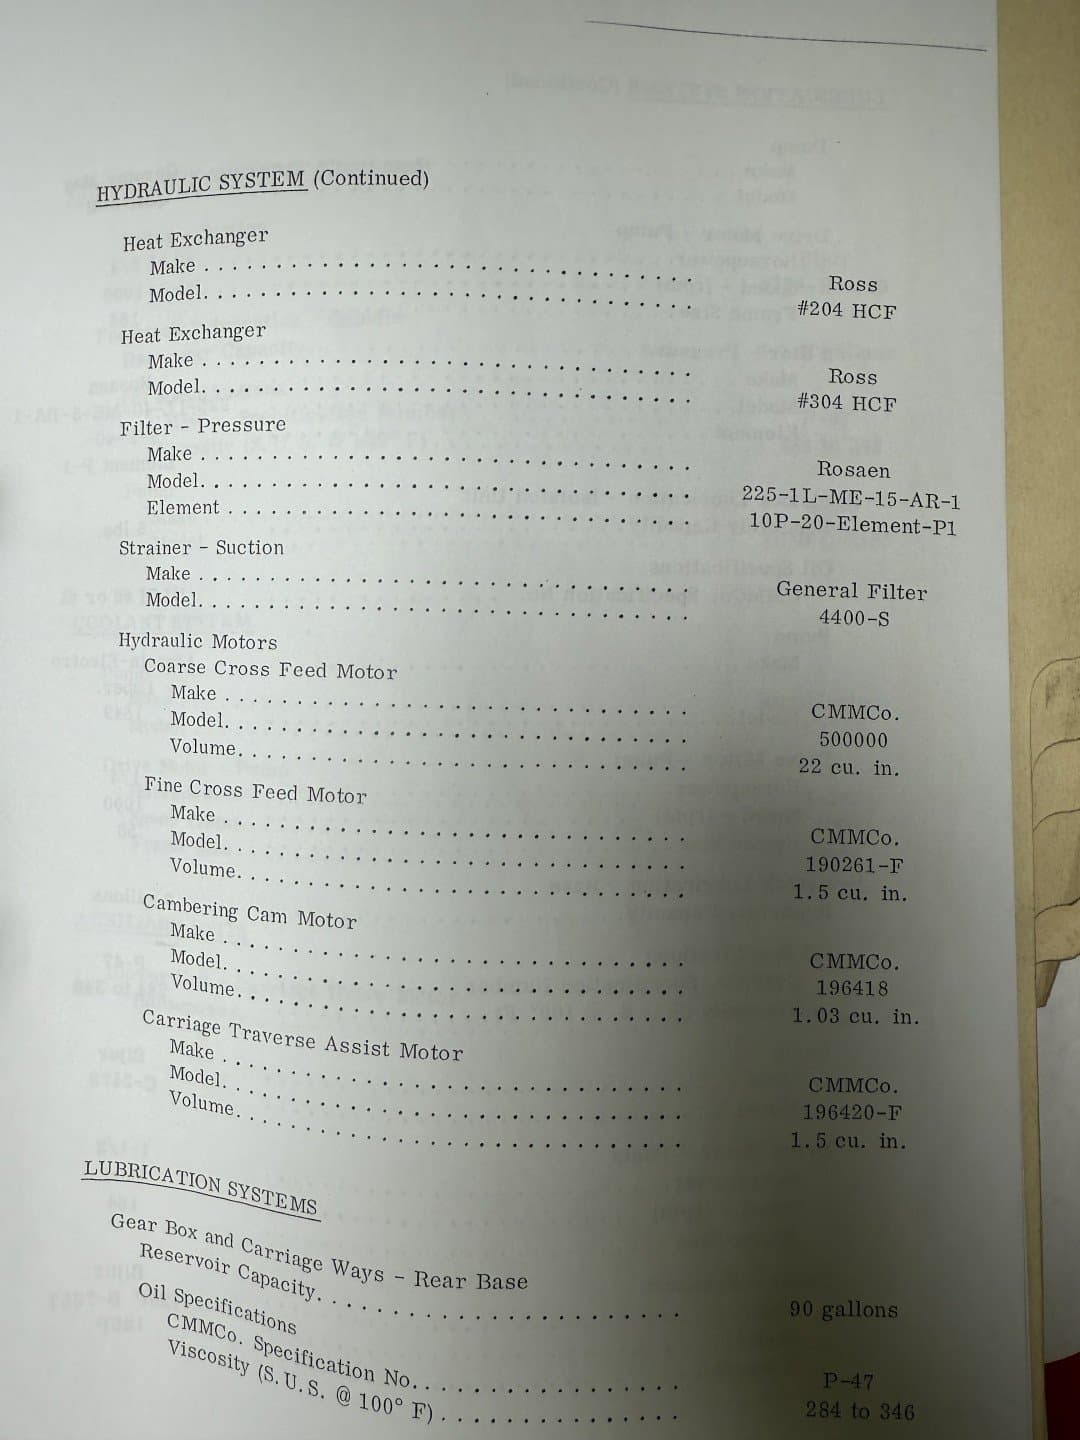 HYDRAULIC SYSTEM (Continued)
Heat Exchanger
Make . . . . . . . . . . . . . . . . . . . . . . . . . . . . . . Ross
Model. . . . . . . . . . . . . . . . . . . . . . . . . . . . . . #204 HCF
Heat Exchanger
Make . . . . . . . . . . . . . . . . . . . . . . . . . . . . . . Ross
Model. . . . . . . . . . . . . . . . . . . . . . . . . . . . . . #304 HCF
Filter - Pressure
Make . . . . . . . . . . . . . . . . . . . . . . . . . . . . . . Rosaen
Model. . . . . . . . . . . . . . . . . . . . . . . . . . . . . . 225-1L-ME-15-AR-1
Element . . . . . . . . . . . . . . . . . . . . . . . . . . . . 10P-20-Element-P1
Strainer - Suction
Make . . . . . . . . . . . . . . . . . . . . . . . . . . . . . . General Filter
Model. . . . . . . . . . . . . . . . . . . . . . . . . . . . . . 4400-S
Hydraulic Motors
Coarse Cross Feed Motor
Make . . . . . . . . . . . . . . . . . . . . . . . . . . . . . CMMCo.
Model. . . . . . . . . . . . . . . . . . . . . . . . . . . . . 500000
Volume. . . . . . . . . . . . . . . . . . . . . . . . . . . . 22 cu. in.
Fine Cross Feed Motor
Make . . . . . . . . . . . . . . . . . . . . . . . . . . . . . CMMCo.
Model. . . . . . . . . . . . . . . . . . . . . . . . . . . . . 190261-F
Volume. . . . . . . . . . . . . . . . . . . . . . . . . . . . 1.5 cu. in.
Cambering Cam Motor
Make . . . . . . . . . . . . . . . . . . . . . . . . . . . . . CMMCo.
Model. . . . . . . . . . . . . . . . . . . . . . . . . . . . . 196418
Volume. . . . . . . . . . . . . . . . . . . . . . . . . . . . 1.03 cu. in.
Carriage Traverse Assist Motor
Make . . . . . . . . . . . . . . . . . . . . . . . . . . . . . CMMCo.
Model. . . . . . . . . . . . . . . . . . . . . . . . . . . . . 196420-F
Volume. . . . . . . . . . . . . . . . . . . . . . . . . . . . 1.5 cu. in.
LUBRICATION SYSTEMS
Gear Box and Carriage Ways - Rear Base
Reservoir Capacity. . . . . . . . . . . . . . . . . . . . . . . 90 gallons
Oil Specifications
CMMCo. Specification No. . . . . . . . . . . . . . . . . . P-47
Viscosity (S.U.S. @ 100° F) . . . . . . . . . . . . . . . 284 to 346